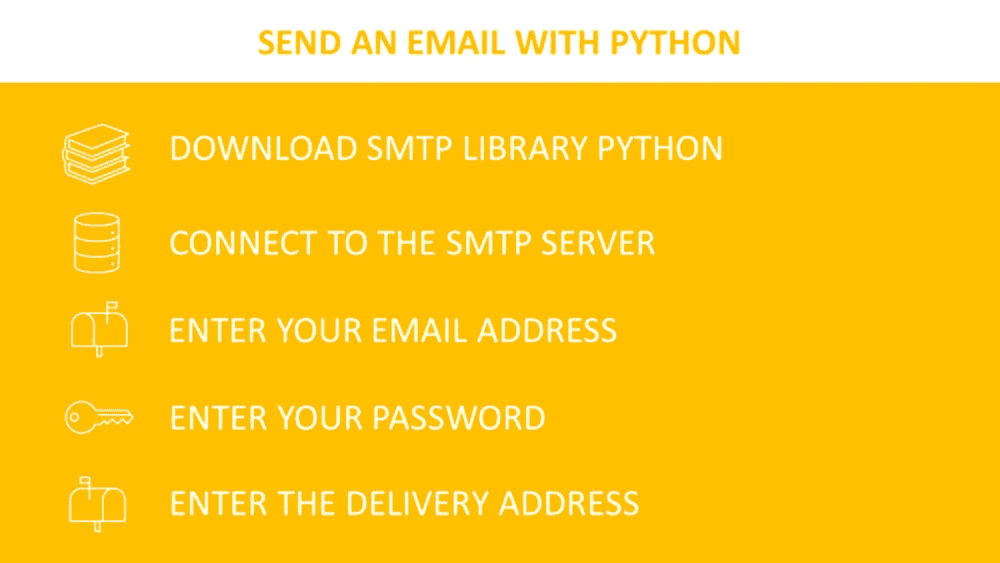 SEND AN EMAIL WITH PYTHON
DOWNLOAD SMTP LIBRARY PYTHON
CONNECT TO THE SMTP SERVER
ENTER YOUR EMAIL ADDRESS
ENTER YOUR PASSWORD
ENTER THE DELIVERY ADDRESS